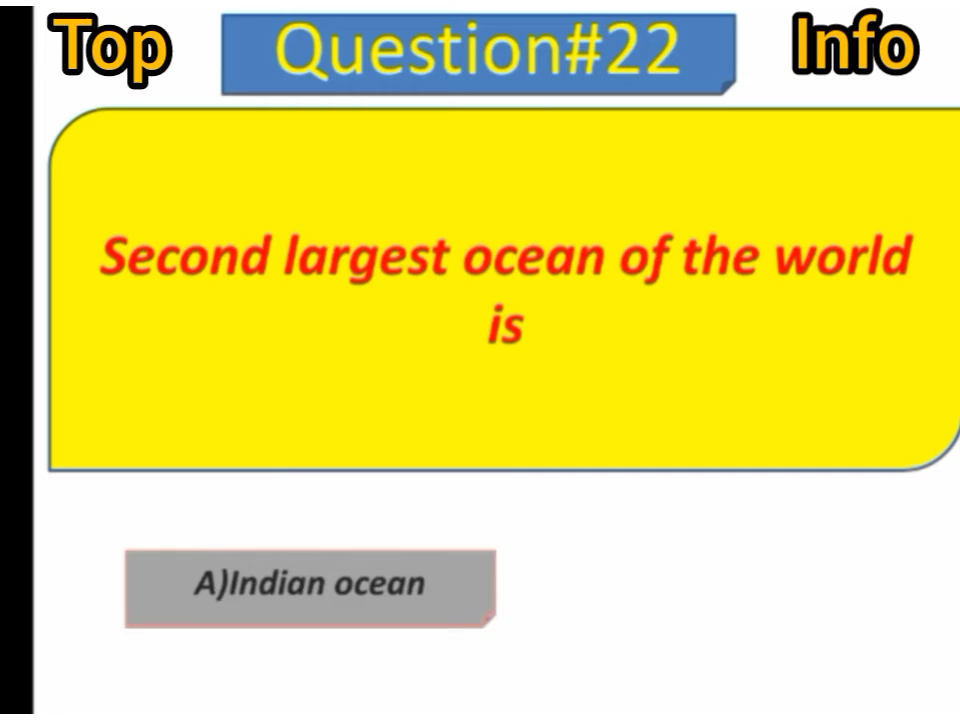 Top
Question#22
Info
Second largest ocean of the world
is
A)Indian ocean